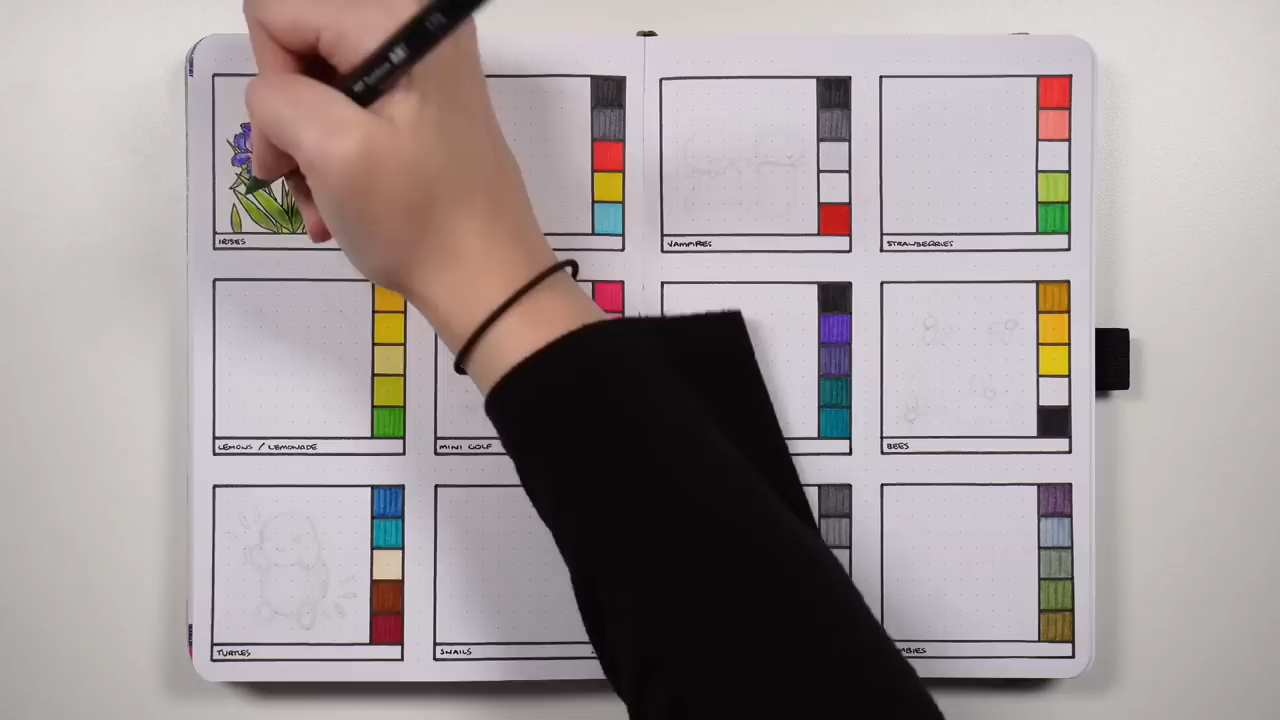 IRISES
VAMPIRES
STRAWBERRIES
LEMONS / LEMONADE
MINI GOLF
BEES
TURTLES
SNAILS